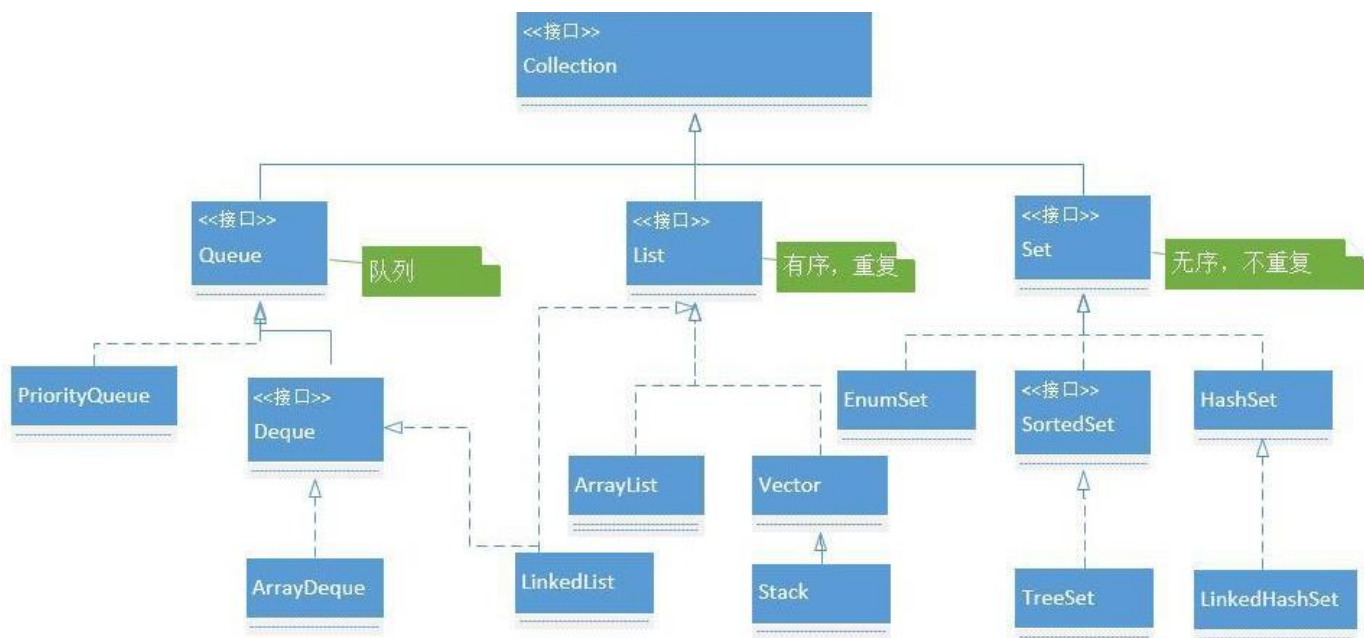 <<接口>>
Collection
<<接口>>
Queue
队列
<<接口>>
List
有序，重复
<<接口>>
Set
无序，不重复
PriorityQueue
<<接口>>
Deque
EnumSet
<<接口>>
SortedSet
HashSet
ArrayList
Vector
ArrayDeque
LinkedList
Stack
TreeSet
LinkedHashSet